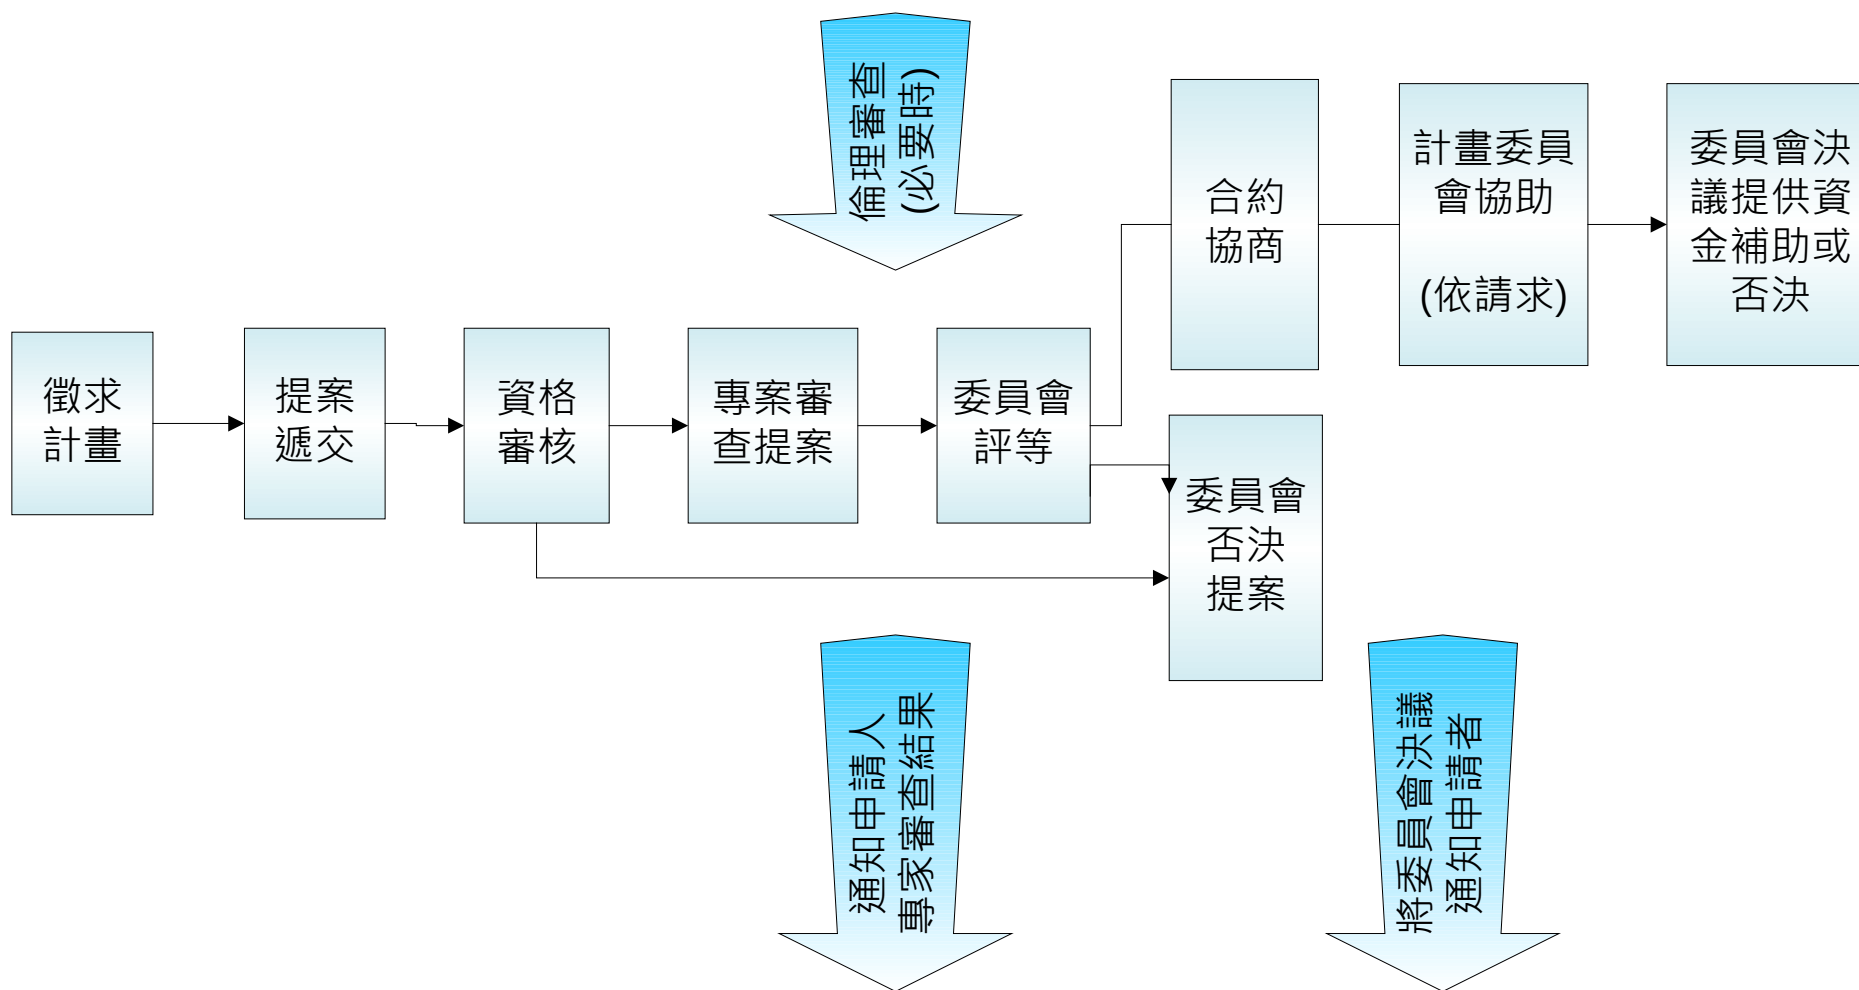 倫理審查
(必要時)
合約
協商
計畫委員
會協助
(依請求)
委員會決
議提供資
金補助或
否決
徵求
計畫
提案
遞交
資格
審核
專案審
查提案
委員會
評等
委員會
否決
提案
通知申請人
專家審查結果
將委員會決議
通知申請者